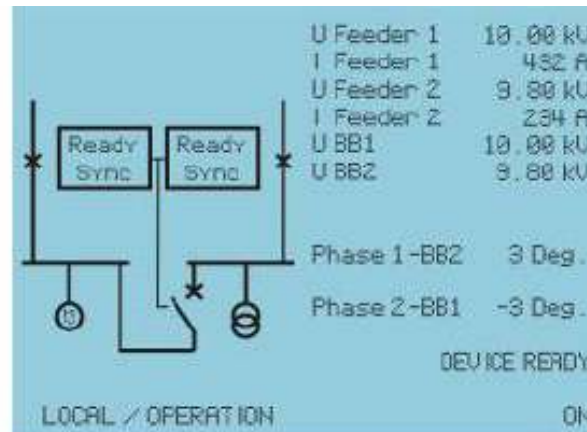 U Feeder 1 10.00 kV
I Feeder 1 432 A
U Feeder 2 9.80 kV
I Feeder 2 234 A
U BB1 10.00 kV
U BB2 9.80 kV
Ready Sync
Ready Sync
Phase 1-BB2 3 Deg.
Phase 2-BB1 -3 Deg.
M
DEVICE READY
LOCAL / OPERATION ON